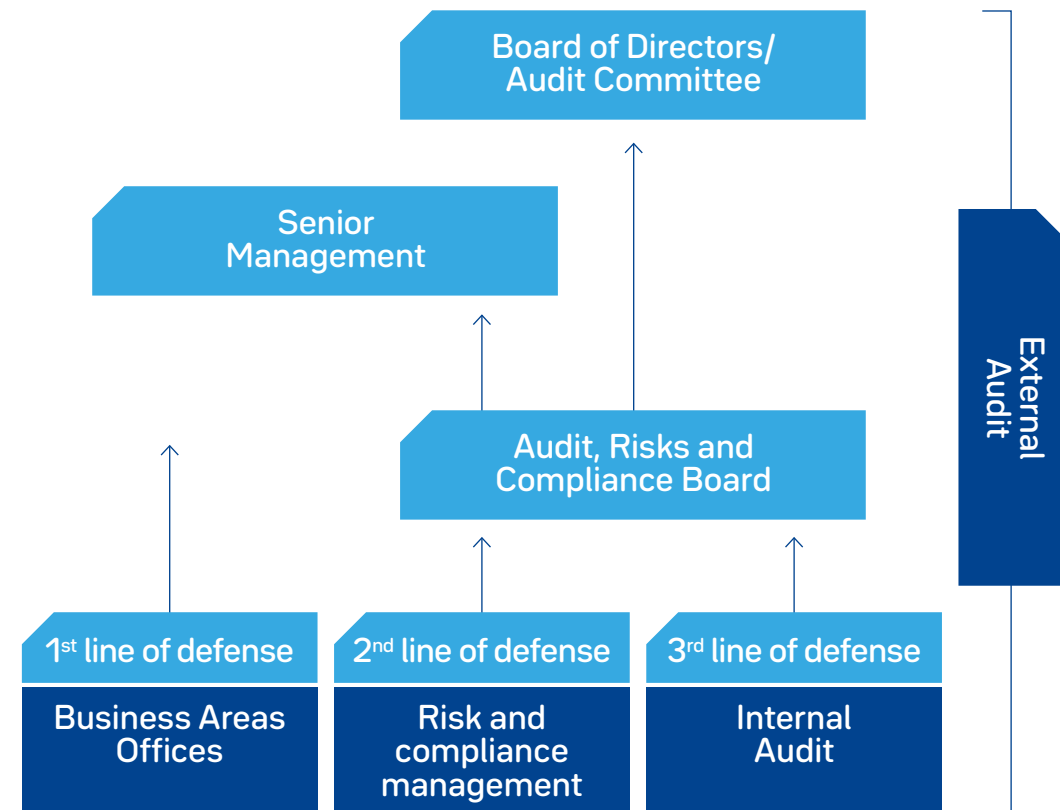 Board of Directors/
Audit Committee
Senior
Management
External
Audit
Audit, Risks and
Compliance Board
1st line of defense
2nd line of defense
3rd line of defense
Business Areas
Offices
Risk and
compliance
management
Internal
Audit